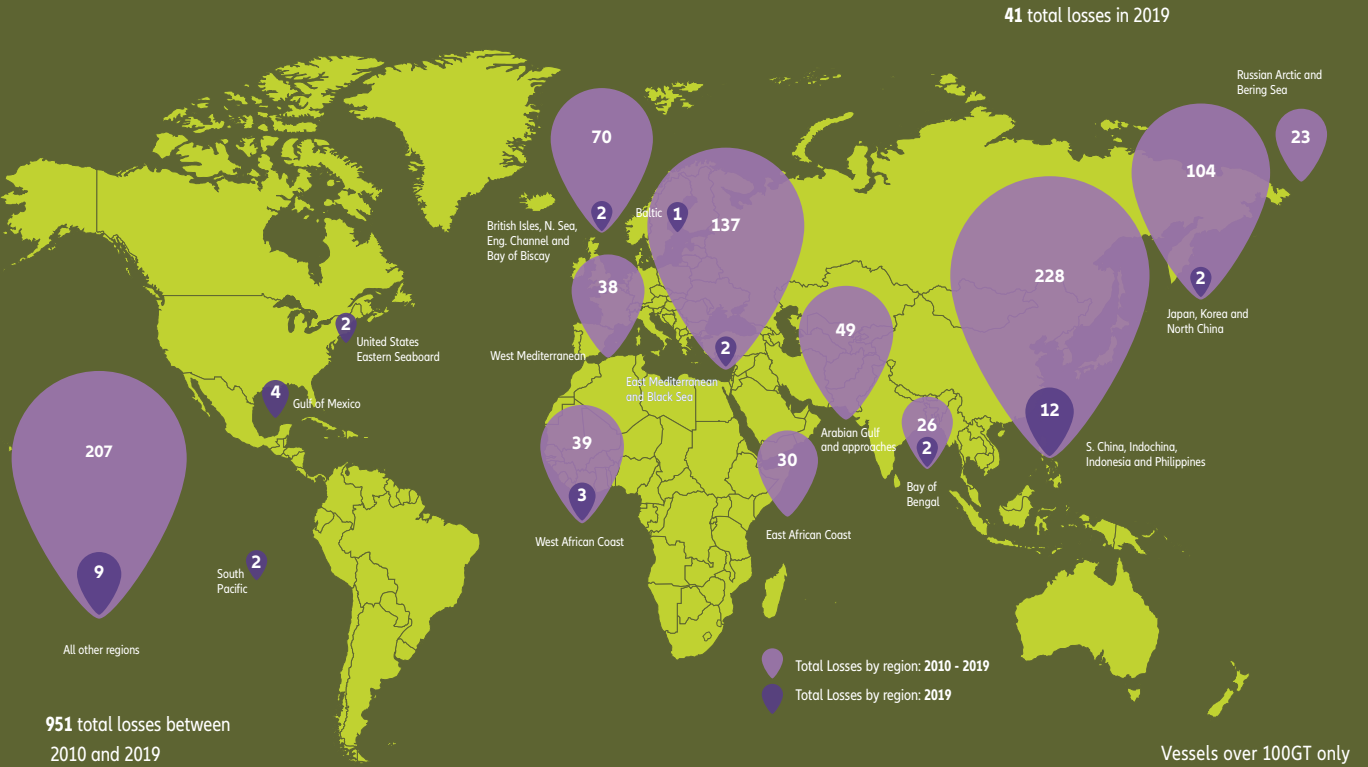 41 total losses in 2019
Russian Arctic and
Bering Sea
23
104
2
Japan, Korea and
North China
70
2
British Isles, N. Sea,
Eng. Channel and
Bay of Biscay
Baltic
1
137
2
East Mediterranean
and Black Sea
38
West Mediterranean
228
12
S. China, Indochina,
Indonesia and Philippines
49
Arabian Gulf
and approaches
26
2
Bay of
Bengal
30
East African Coast
39
3
West African Coast
2
United States
Eastern Seaboard
4
Gulf of Mexico
207
9
All other regions
2
South
Pacific
Total Losses by region: 2010 - 2019
Total Losses by region: 2019
951 total losses between
2010 and 2019
Vessels over 100GT only